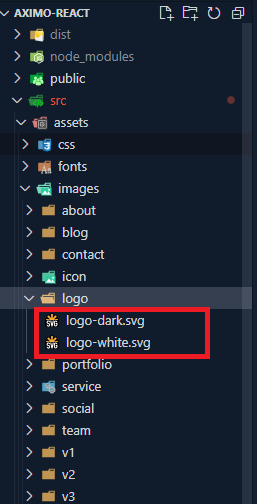 AXIMO-REACT
dist
node_modules
public
src
assets
css
fonts
images
about
blog
contact
icon
logo
SVG logo-dark.svg
SVG logo-white.svg
portfolio
service
social
team
v1
v2
v3